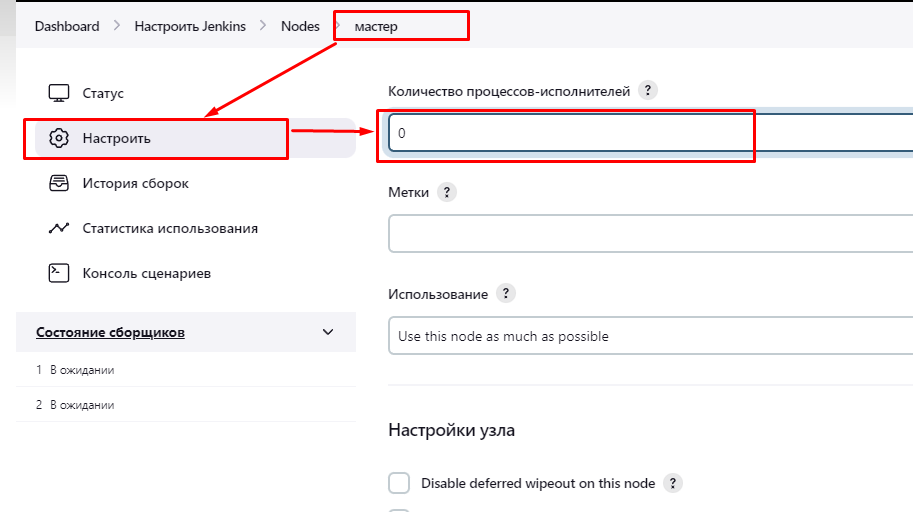 Dashboard > Настроить Jenkins > Nodes > мастер
Статус
Настроить
История сборок
Статистика использования
Консоль сценариев
Состояние сборщиков
1 В ожидании
2 В ожидании
Количество процессов-исполнителей ?
0
Метки ?
Использование ?
Use this node as much as possible
Настройки узла
Disable deferred wipeout on this node ?